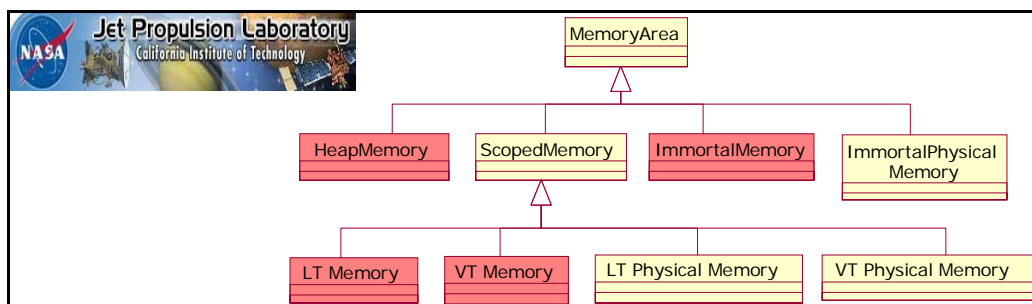 Jet Propulsion Laboratory
California Institute of Technology
NASA
MemoryArea
HeapMemory
ScopedMemory
ImmortalMemory
ImmortalPhysical
Memory
LT Memory
VT Memory
LT Physical Memory
VT Physical Memory